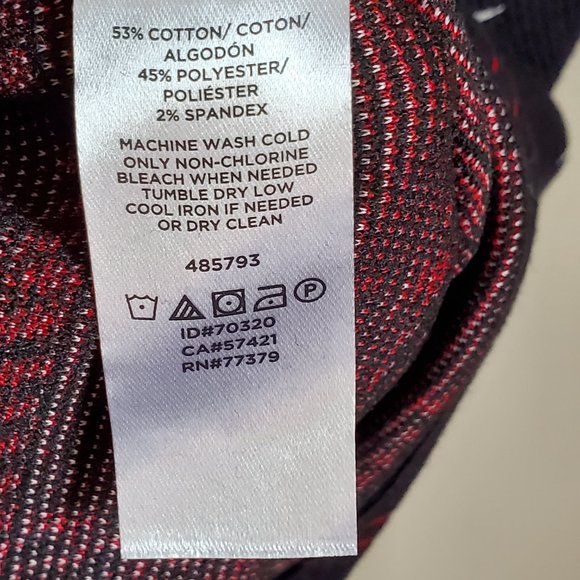 53% COTTON/ COTON/
ALGODÓN
45% POLYESTER/
POLIÉSTER
2% SPANDEX
MACHINE WASH COLD
ONLY NON-CHLORINE
BLEACH WHEN NEEDED
TUMBLE DRY LOW
COOL IRON IF NEEDED
OR DRY CLEAN
485793
P
ID#70320
CA#57421
RN#77379